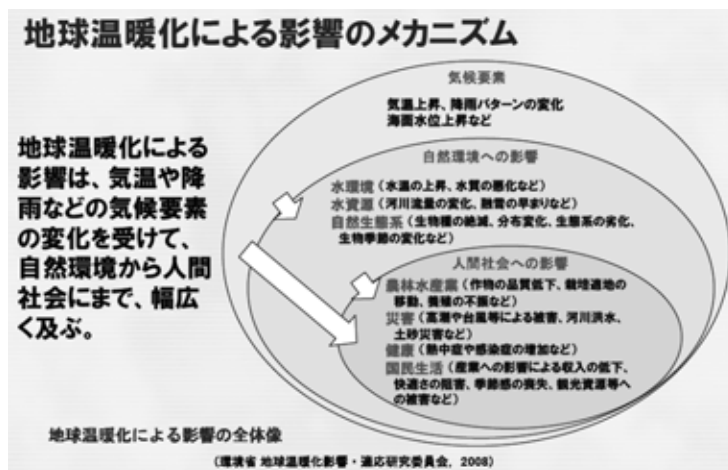 地球温暖化による影響のメカニズム
気候要素
気温上昇、降雨パターンの変化
海面水位上昇など
地球温暖化による
影響は、気温や降
雨などの気候要素
の変化を受けて、
自然環境から人間
社会にまで、幅広
く及ぶ。
自然環境への影響
水環境（水温の上昇、水質の悪化など）
水資源（河川流量の変化、融雪の早まりなど）
自然生態系（生物種の絶滅、分布変化、生態系の劣化、
生物季節の変化など）
人間社会への影響
農林水産業（作物の品質低下、栽培適地の
移動、養殖の不振など）
災害（高潮や台風等による被害、河川洪水、
土砂災害など）
健康（熱中症や感染症の増加など）
国民生活（産業への影響による収入の低下、
快適さの阻害、季節感の喪失、観光資源等へ
の被害など）
地球温暖化による影響の全体像
（環境省 地球温暖化影響・適応研究委員会，2008）